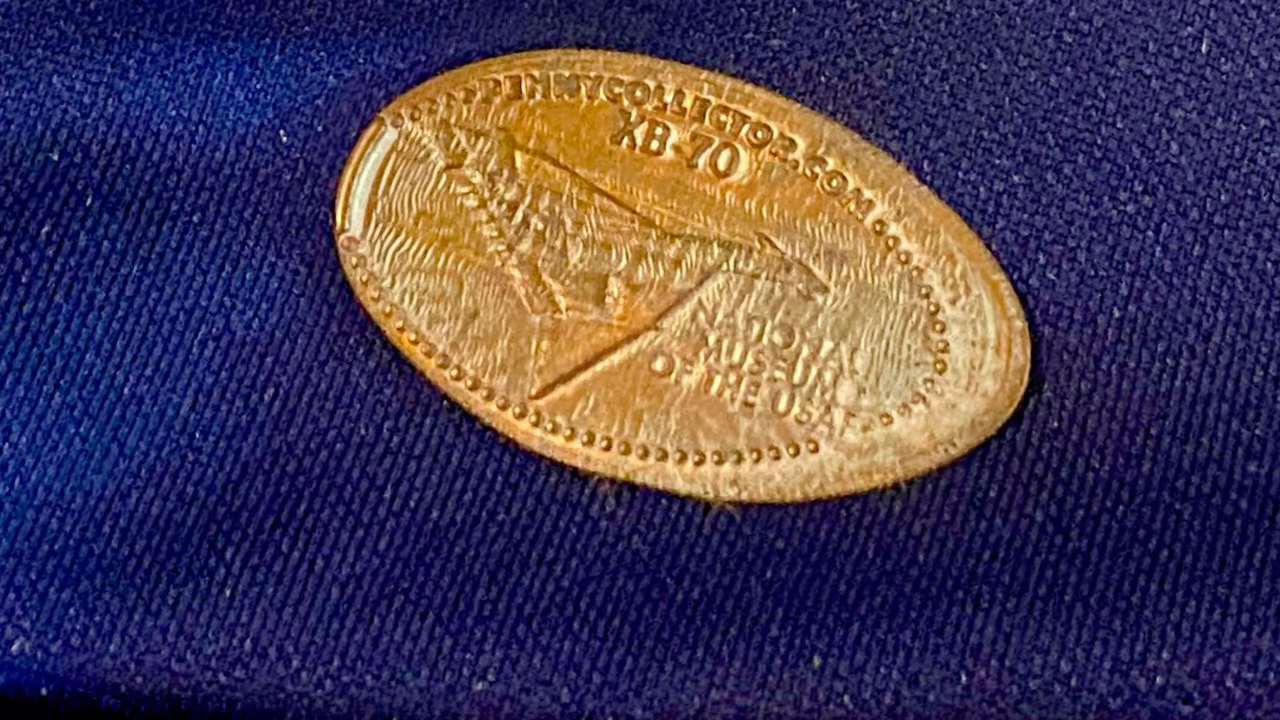 PENNYCOLLECTOR.COM
XB-70
NATIONAL
MUSEUM
OF THE USAF